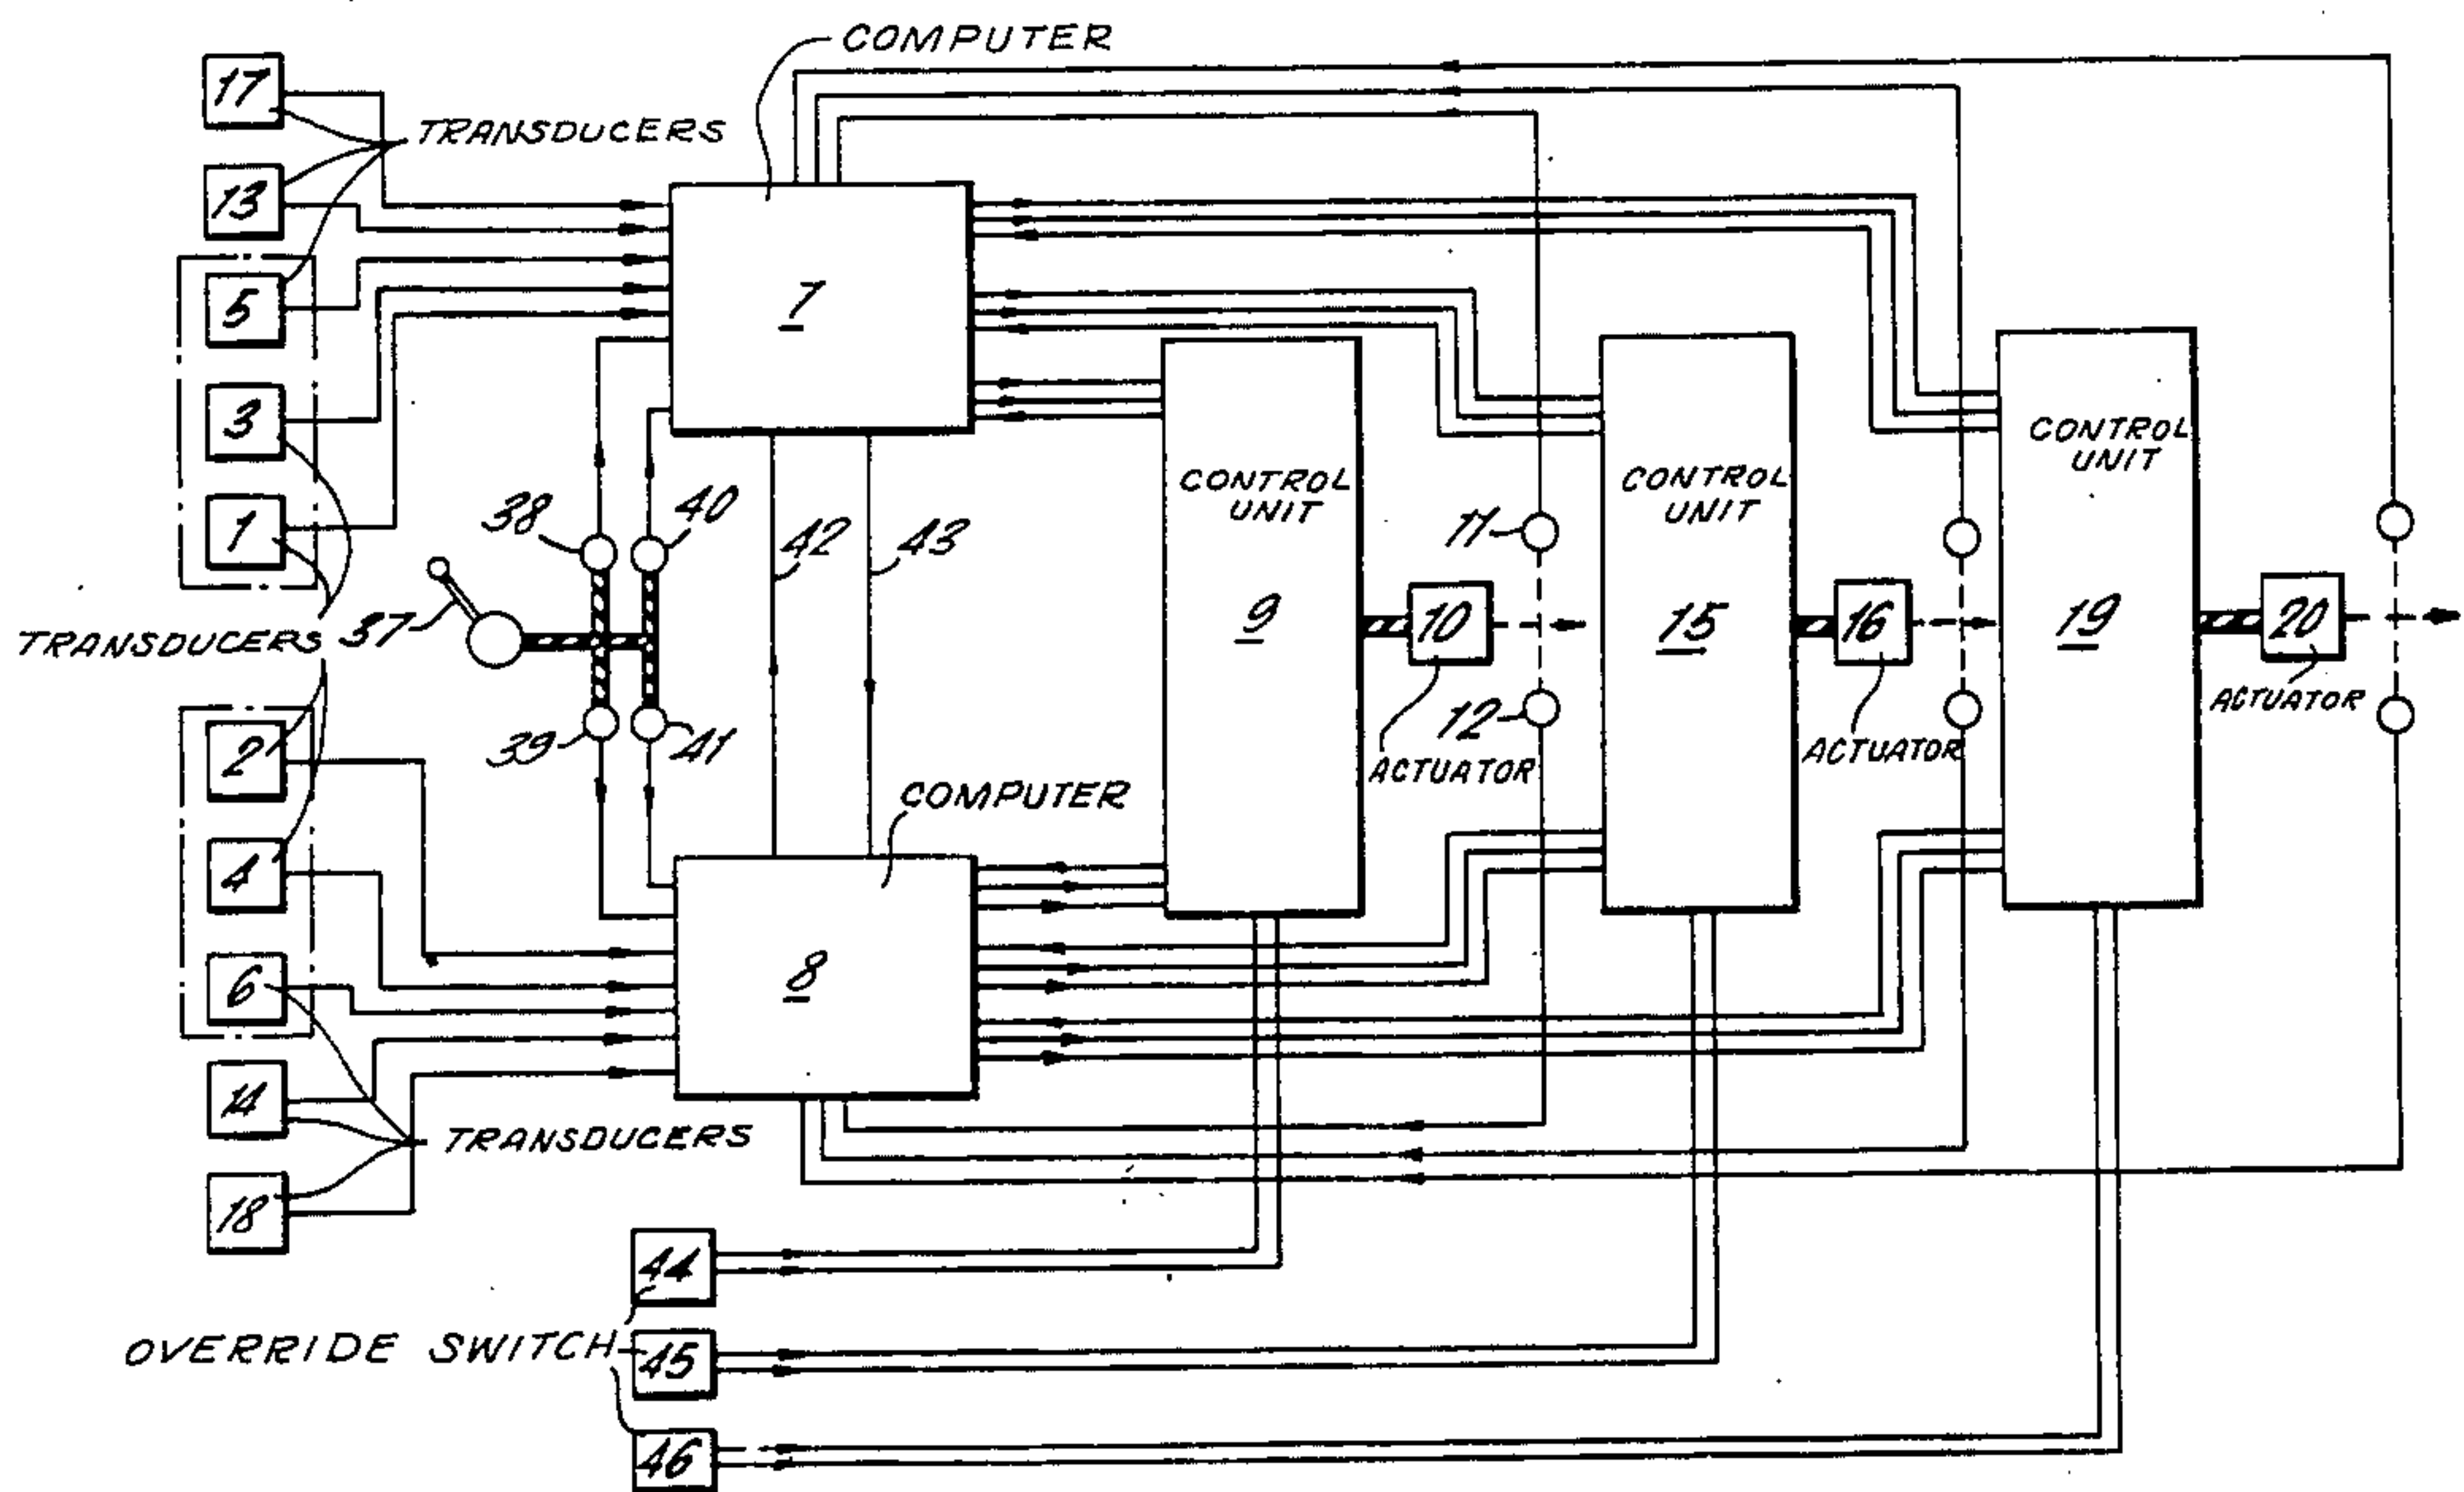 COMPUTER
17
TRANSDUCERS
13
5
7
3
CONTROL
UNIT
CONTROL
UNIT
CONTROL
UNIT
1
38
40
42
43
11
37
TRANSDUCERS
9
10
15
16
19
20
ACTUATOR
2
39
41
12
ACTUATOR
ACTUATOR
COMPUTER
4
6
8
14
TRANSDUCERS
18
44
OVERRIDE SWITCH
45
46